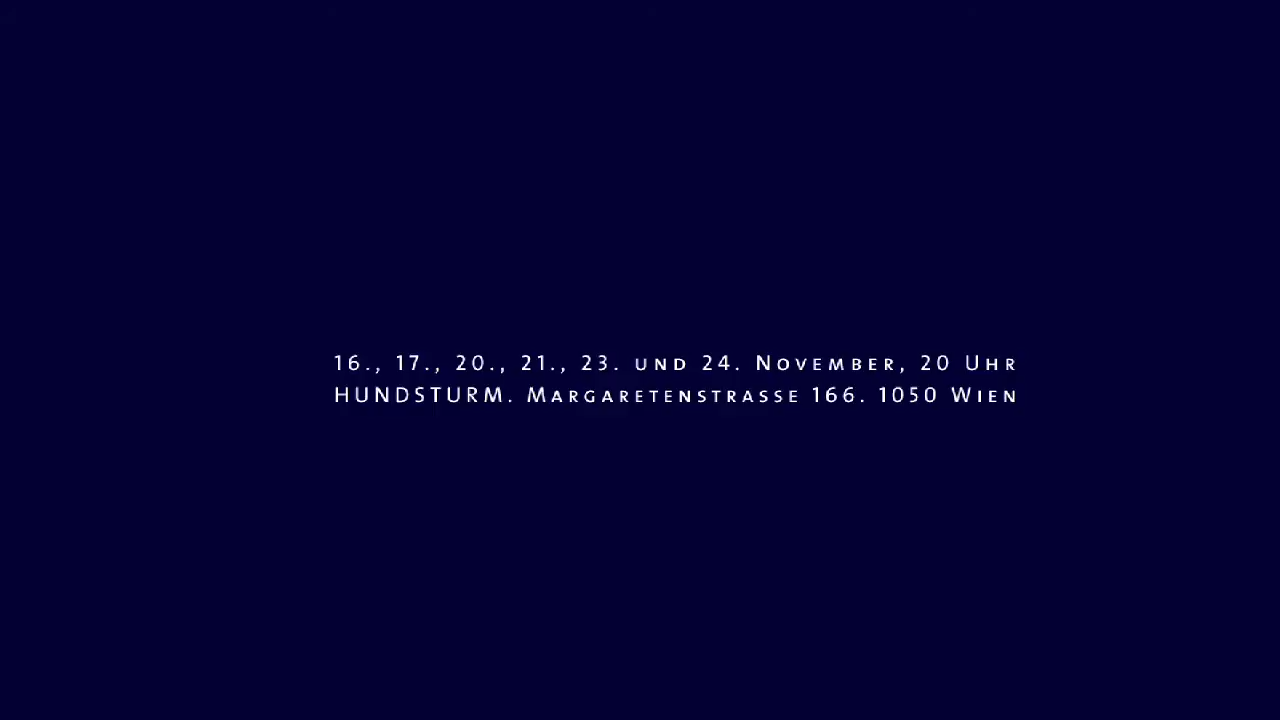 16., 17., 20., 21., 23. und 24. November, 20 Uhr
HUNDSTURM. Margaretenstrasse 166. 1050 Wien